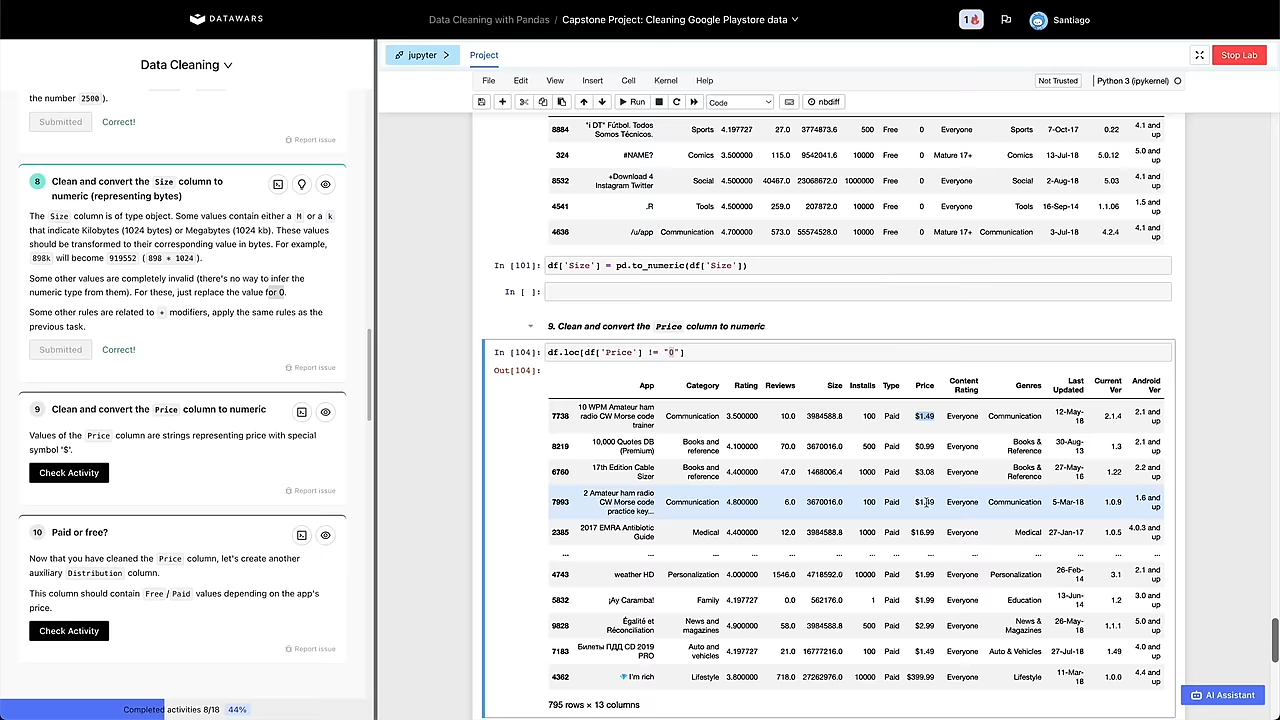 DATAWARS
Data Cleaning with Pandas / Capstone Project: Cleaning Google Playstore data
1
Santiago
Data Cleaning
jupyter
Project
Stop Lab
File Edit View Insert Cell Kernel Help
Not Trusted
Python 3 (ipykernel)
Run
Code
nbdiff
the number 2500 ).
Submitted
Correct!
Report issue
8
Clean and convert the Size column to
numeric (representing bytes)
The Size column is of type object. Some values contain either a M or a k
that indicate Kilobytes (1024 bytes) or Megabytes (1024 kb). These values
should be transformed to their corresponding value in bytes. For example,
898k will become 919552 ( 898 * 1024 ).
Some other values are completely invalid (there's no way to infer the
numeric type from them). For these, just replace the value for 0.
Some other rules are related to + modifiers, apply the same rules as the
previous task.
Submitted
Correct!
Report issue
9
Clean and convert the Price column to numeric
Values of the Price column are strings representing price with special
symbol '$'.
Check Activity
Report issue
10
Paid or free?
Now that you have cleaned the Price column, let's create another
auxiliary Distribution column.
This column should contain Free / Paid values depending on the app's
price.
Check Activity
Report issue
Completed activities 8/18 44%
8884 "i DT" Fútbol. Todos Somos Técnicos. Sports 4.197727 27.0 3774873.6 500 Free 0 Everyone Sports 7-Oct-17 0.22 4.1 and up
324 #NAME? Comics 3.500000 115.0 9542041.6 10000 Free 0 Mature 17+ Comics 13-Jul-18 5.0.12 5.0 and up
8532 +Download 4 Instagram Twitter Social 4.500000 40467.0 23068672.0 1000000 Free 0 Everyone Social 2-Aug-18 5.03 4.1 and up
4541 .R Tools 4.500000 259.0 207872.0 10000 Free 0 Everyone Tools 16-Sep-14 1.1.06 1.5 and up
4636 /u/app Communication 4.700000 573.0 55574528.0 10000 Free 0 Mature 17+ Communication 3-Jul-18 4.2.4 4.1 and up
In [101]: df['Size'] = pd.to_numeric(df['Size'])
In [ ]:
9. Clean and convert the Price column to numeric
In [104]: df.loc[df['Price'] != "0"]
Out[104]:
App Category Rating Reviews Size Installs Type Price Content Rating Genres Last Updated Current Ver Android Ver
7738 10 WPM Amateur ham radio CW Morse code trainer Communication 3.500000 10.0 3984588.8 100 Paid $1.49 Everyone Communication 12-May-18 2.1.4 2.1 and up
8219 10,000 Quotes DB (Premium) Books and reference 4.100000 70.0 3670016.0 500 Paid $0.99 Everyone Books & Reference 30-Aug-13 1.3 2.1 and up
6760 17th Edition Cable Sizer Books and reference 4.400000 47.0 1468006.4 1000 Paid $3.08 Everyone Books & Reference 27-May-16 1.22 2.2 and up
7993 2 Amateur ham radio CW Morse code practice key... Communication 4.800000 6.0 3670016.0 100 Paid $1.49 Everyone Communication 5-Mar-18 1.0.9 1.6 and up
2385 2017 EMRA Antibiotic Guide Medical 4.400000 12.0 3984588.8 1000 Paid $16.99 Everyone Medical 27-Jan-17 1.0.5 4.0.3 and up
... ... ... ... ... ... ... ... ... ... ... ... ... ...
4743 weather HD Personalization 4.000000 1546.0 4718592.0 10000 Paid $1.99 Everyone Personalization 26-Feb-14 3.1 2.1 and up
5832 ¡Ay Caramba! Family 4.197727 0.0 562176.0 1 Paid $1.99 Everyone Education 13-Jun-14 1.2 3.0 and up
9828 Égalité et Réconciliation News and magazines 4.900000 58.0 3984588.8 1000 Paid $2.99 Everyone News & Magazines 26-May-18 1.1.1 5.0 and up
7183 Билеты ПДД CD 2019 PRO Auto and vehicles 4.197727 21.0 16777216.0 100 Paid $1.49 Everyone Auto & Vehicles 27-Jul-18 1.49 4.0 and up
4362 💎 I'm rich Lifestyle 3.800000 718.0 27262976.0 10000 Paid $399.99 Everyone Lifestyle 11-Mar-18 1.0.0 4.4 and up
795 rows × 13 columns
AI Assistant